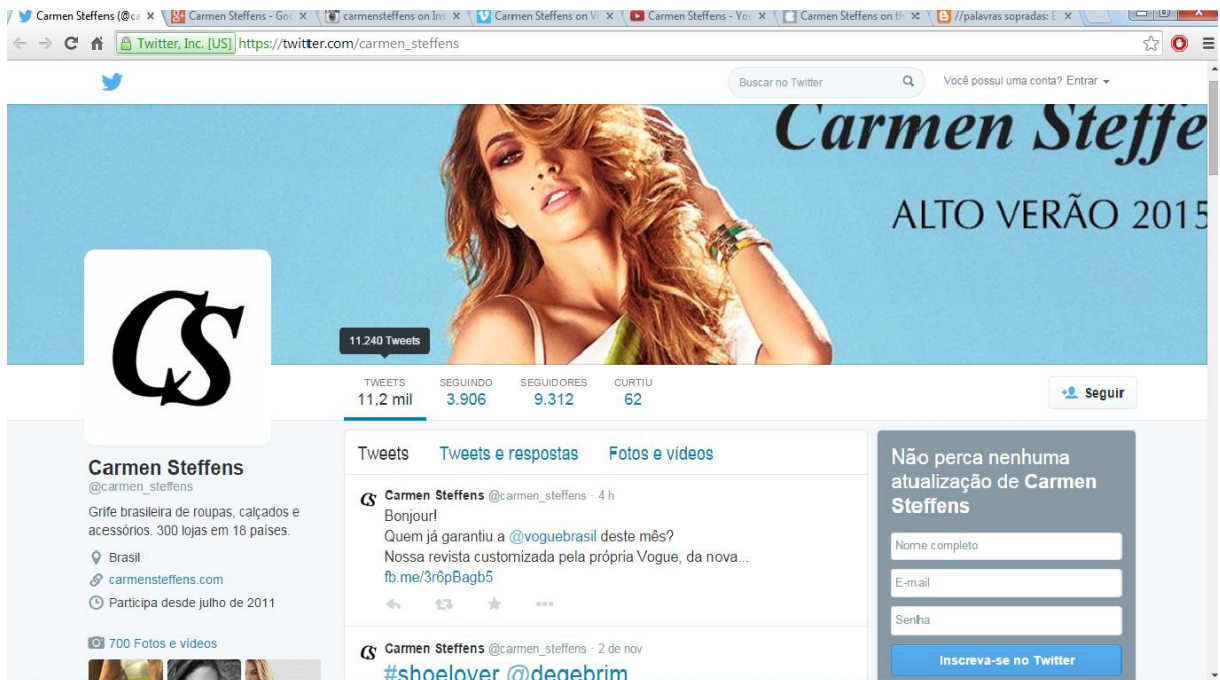 Carmen Steffens (@ca
Carmen Steffens - Goo
carmensteffens on Ins
Carmen Steffens on Vi
Carmen Steffens - You
Carmen Steffens on th
//palavras sopradas: E
Twitter, Inc. [US] https://twitter.com/carmen_steffens
Buscar no Twitter
Você possui uma conta? Entrar
Carmen Steffe
ALTO VERÃO 2015
CS
11.240 Tweets
TWEETS SEGUINDO SEGUIDORES CURTIU
11,2 mil 3.906 9.312 62
Seguir
Carmen Steffens
@carmen_steffens
Grife brasileira de roupas, calçados e
acessórios. 300 lojas em 18 países.
Brasil
carmensteffens.com
Participa desde julho de 2011
700 Fotos e vídeos
Tweets Tweets e respostas Fotos e vídeos
CS Carmen Steffens @carmen_steffens · 4 h
Bonjour!
Quem já garantiu a @voguebrasil deste mês?
Nossa revista customizada pela própria Vogue, da nova...
fb.me/3r6pBagb5
CS Carmen Steffens @carmen_steffens · 2 de nov
#shoelover @degebrim
Não perca nenhuma
atualização de Carmen
Steffens
Nome completo
E-mail
Senha
Inscreva-se no Twitter